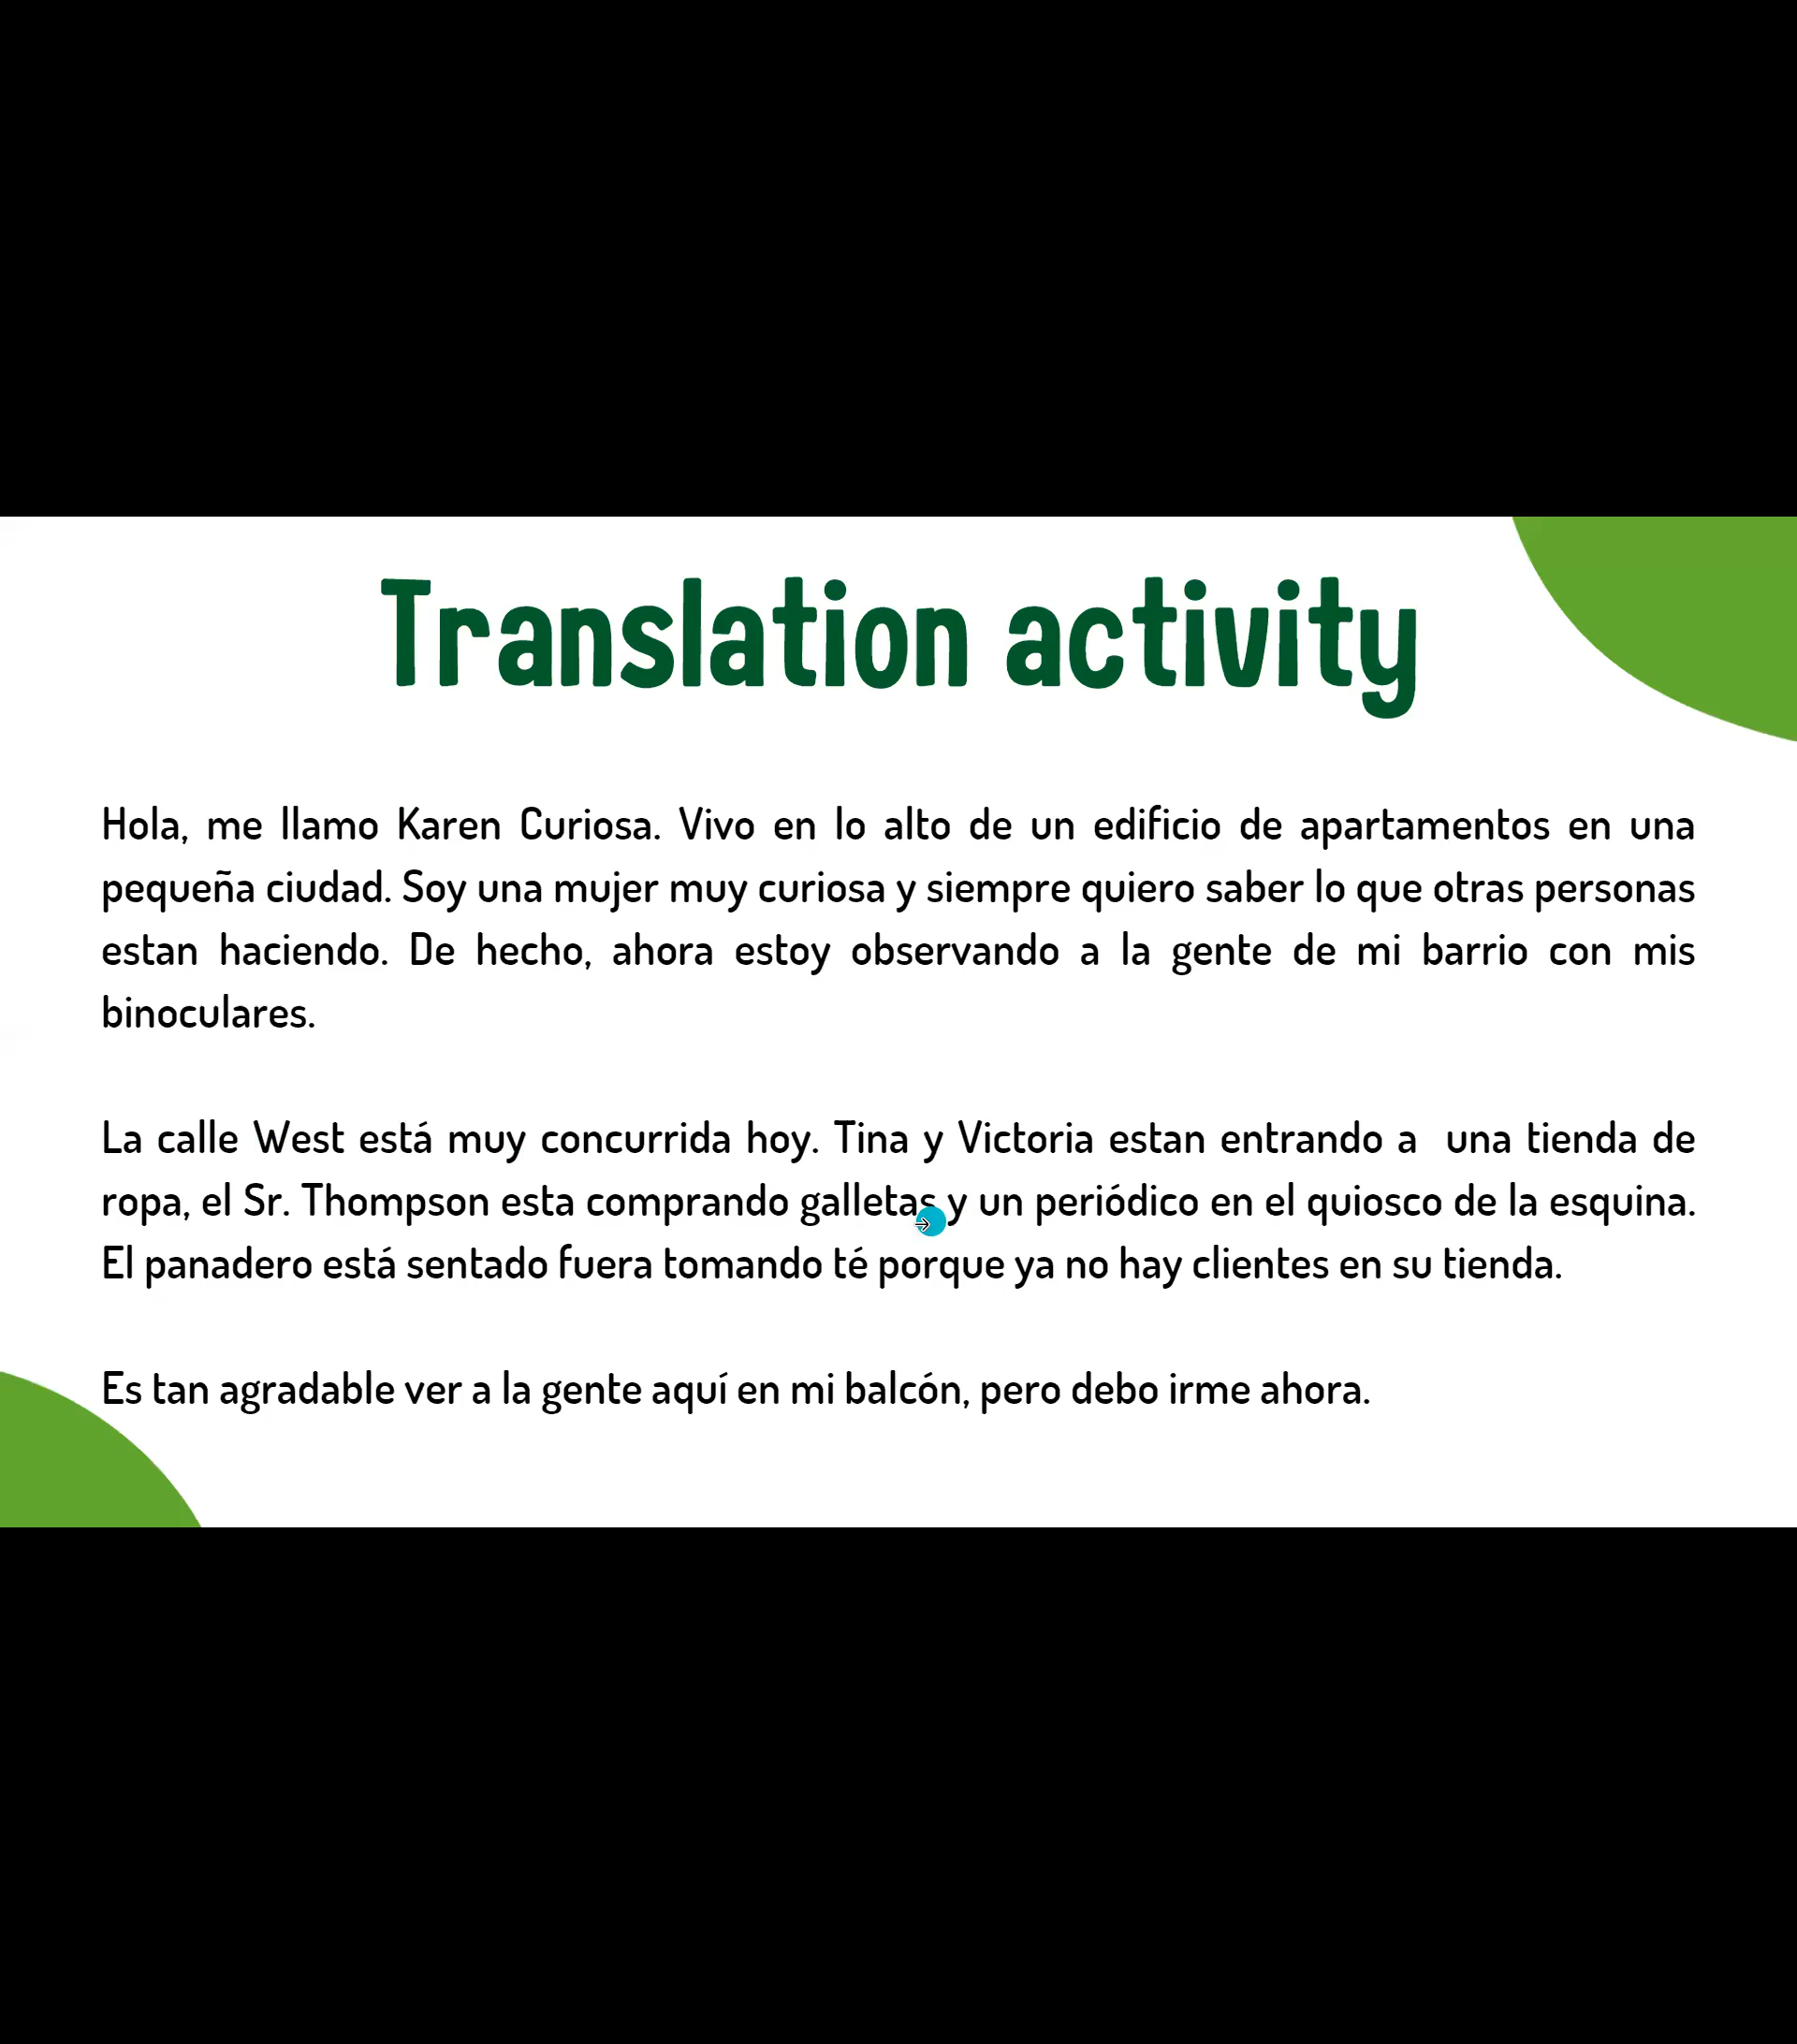 Translation activity
Hola, me llamo Karen Curiosa. Vivo en lo alto de un edificio de apartamentos en una
pequeña ciudad. Soy una mujer muy curiosa y siempre quiero saber lo que otras personas
estan haciendo. De hecho, ahora estoy observando a la gente de mi barrio con mis
binoculares.
La calle West está muy concurrida hoy. Tina y Victoria estan entrando a una tienda de
ropa, el Sr. Thompson esta comprando galletas y un periódico en el quiosco de la esquina.
El panadero está sentado fuera tomando té porque ya no hay clientes en su tienda.
Es tan agradable ver a la gente aquí en mi balcón, pero debo irme ahora.